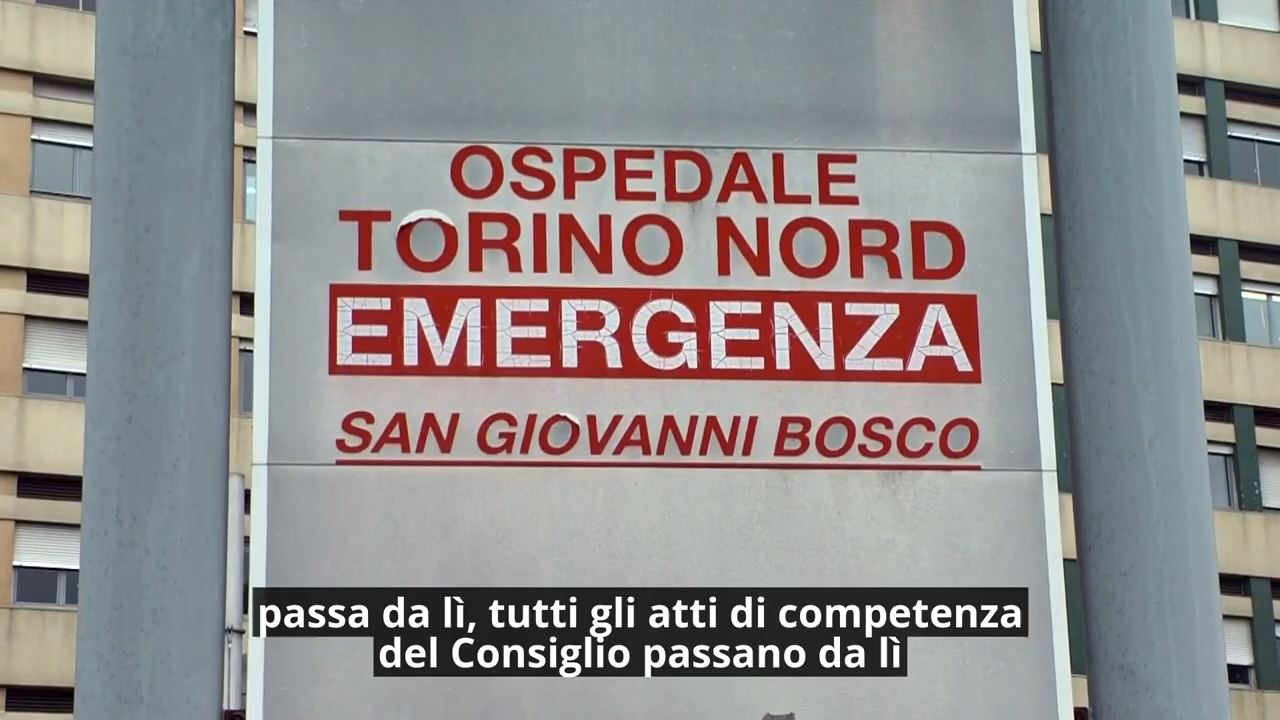 OSPEDALE
TORINO NORD
EMERGENZA
SAN GIOVANNI BOSCO
passa da lì, tutti gli atti di competenza
del Consiglio passano da lì